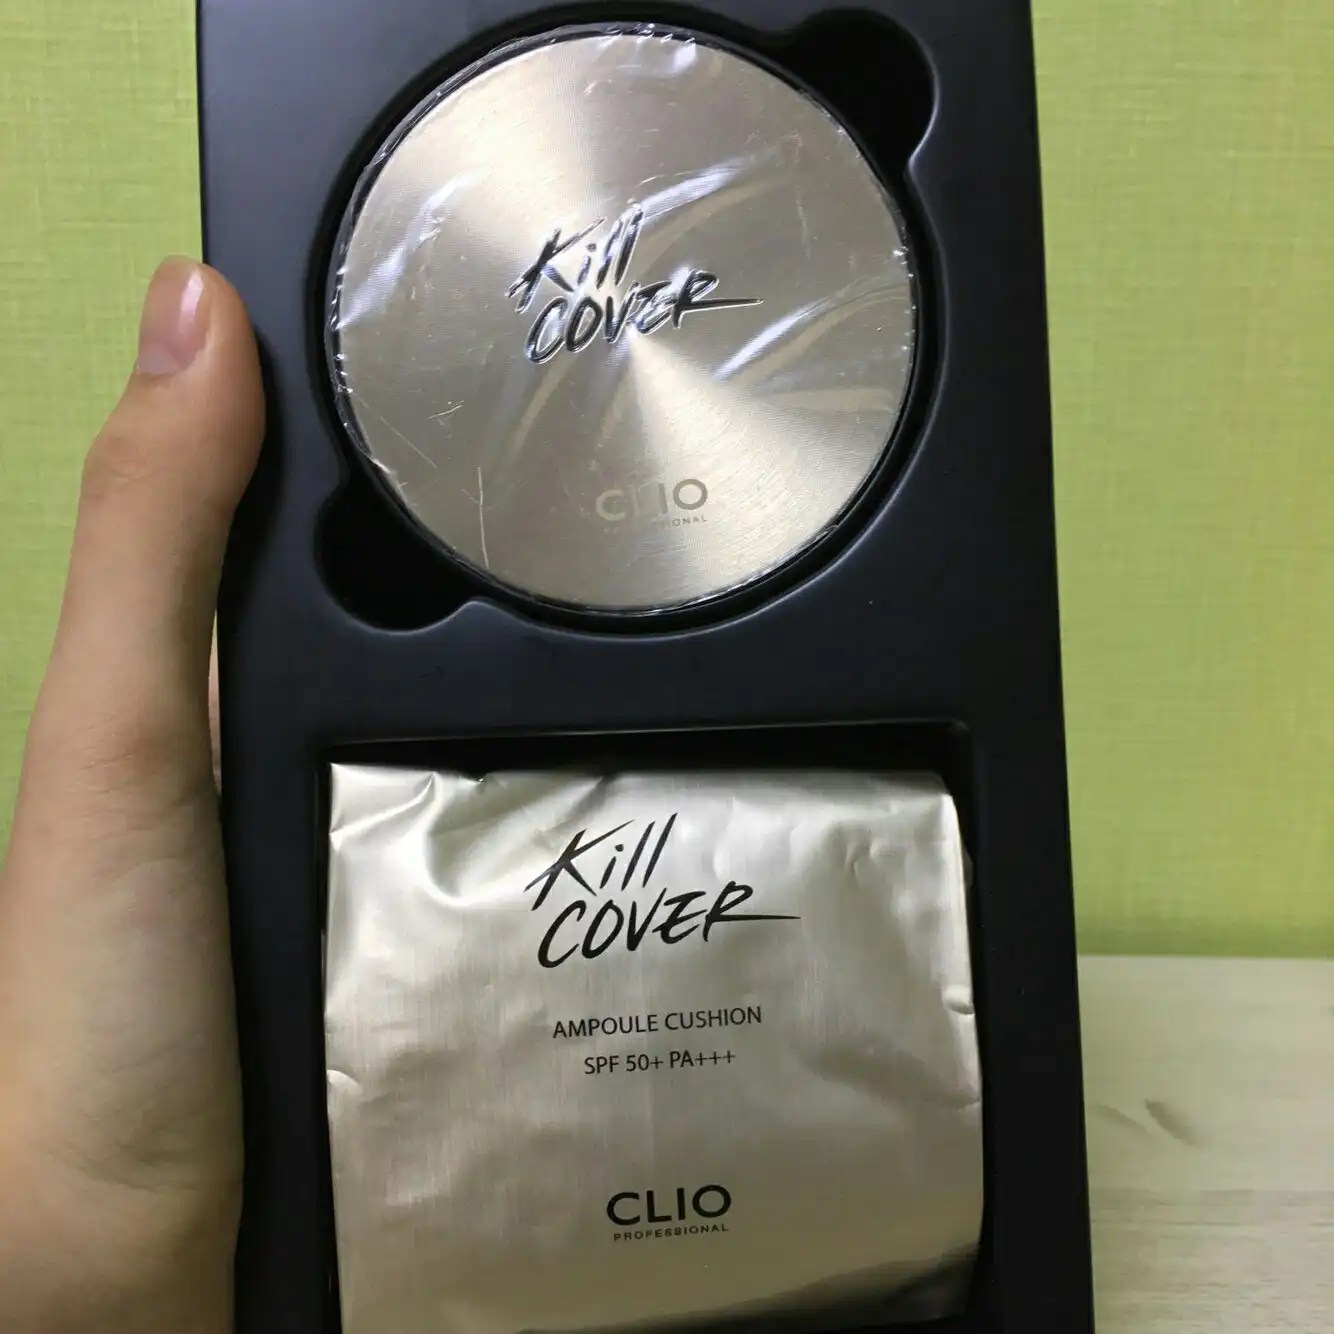 Kill
COVER
CLIO
Kill
COVER
AMPOULE CUSHION
SPF 50+ PA+++
CLIO
PROFESSIONAL